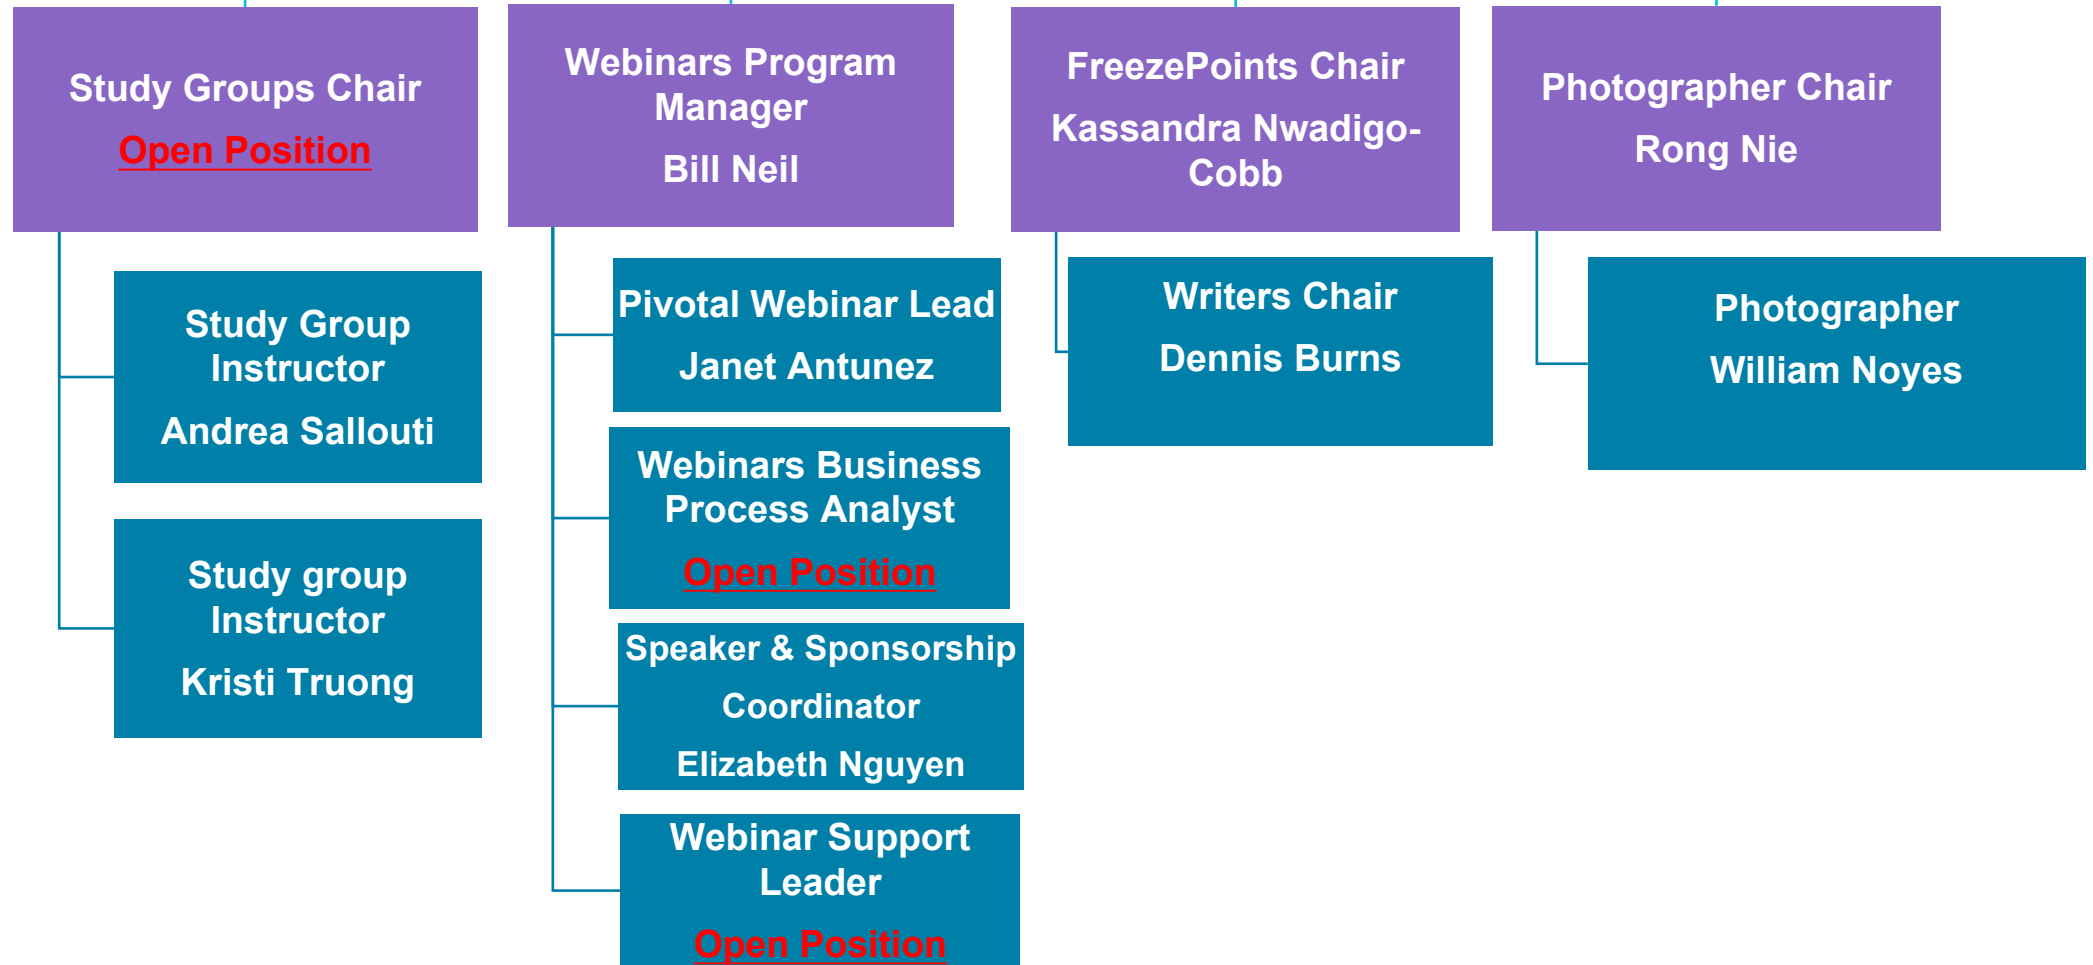 Study Groups Chair
Open Position
Study Group
Instructor
Andrea Sallouti
Study group
Instructor
Kristi Truong
Webinars Program
Manager
Bill Neil
Pivotal Webinar Lead
Janet Antunez
Webinars Business
Process Analyst
Open Position
Speaker & Sponsorship
Coordinator
Elizabeth Nguyen
Webinar Support
Leader
Open Position
FreezePoints Chair
Kassandra Nwadigo-
Cobb
Writers Chair
Dennis Burns
Photographer Chair
Rong Nie
Photographer
William Noyes